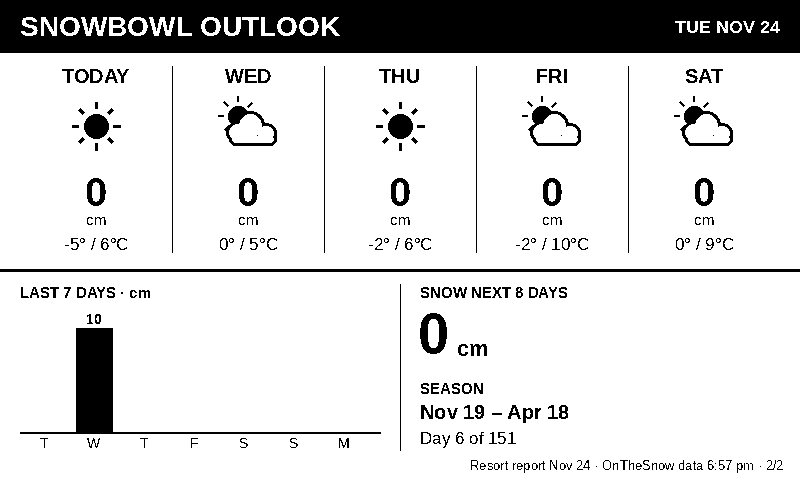 SNOWBOWL OUTLOOK
TUE NOV 24
TODAY
0
cm
-5° / 6°C
WED
0
cm
0° / 5°C
THU
0
cm
-2° / 6°C
FRI
0
cm
-2° / 10°C
SAT
0
cm
0° / 9°C
LAST 7 DAYS · cm
10
T W T F S S M
SNOW NEXT 8 DAYS
0 cm
SEASON
Nov 19 – Apr 18
Day 6 of 151
Resort report Nov 24 · OnTheSnow data 6:57 pm · 2/2